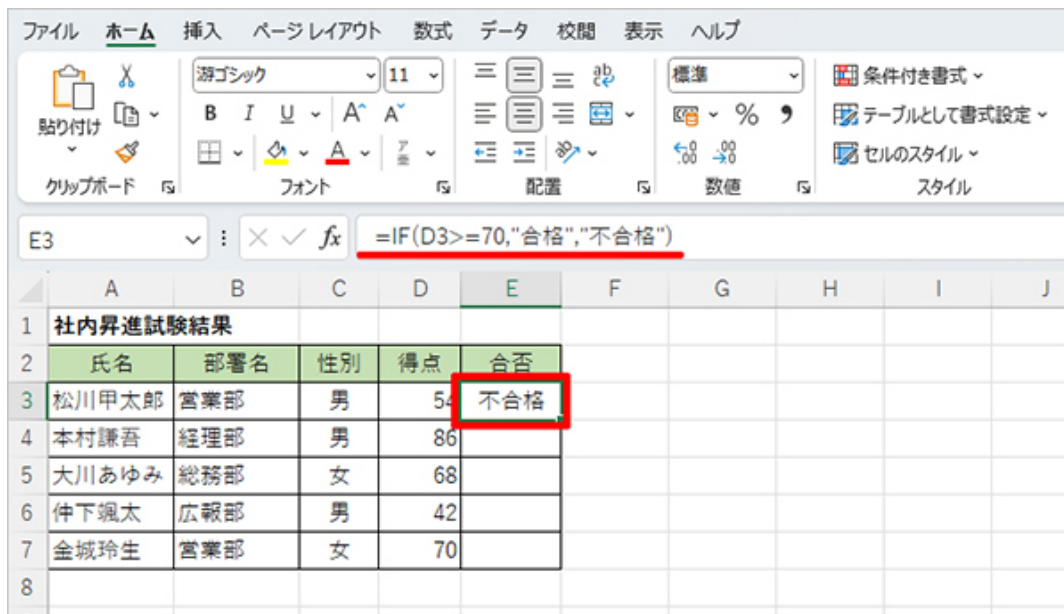 ファイル ホーム 挿入 ページ レイアウト 数式 データ 校閲 表示 ヘルプ
游ゴシック 11 ab 標準 条件付き書式
貼り付け B I U A A % テーブルとして書式設定
A ア亜 .00 セルのスタイル
クリップボード フォント 配置 数値 スタイル
E3 fx =IF(D3>=70,"合格","不合格")
A B C D E F G H I J
1 社内昇進試験結果
2 氏名 部署名 性別 得点 合否
3 松川甲太郎 営業部 男 54 不合格
4 本村謙吾 経理部 男 86
5 大川あゆみ 総務部 女 68
6 仲下颯太 広報部 男 42
7 金城玲生 営業部 女 70
8